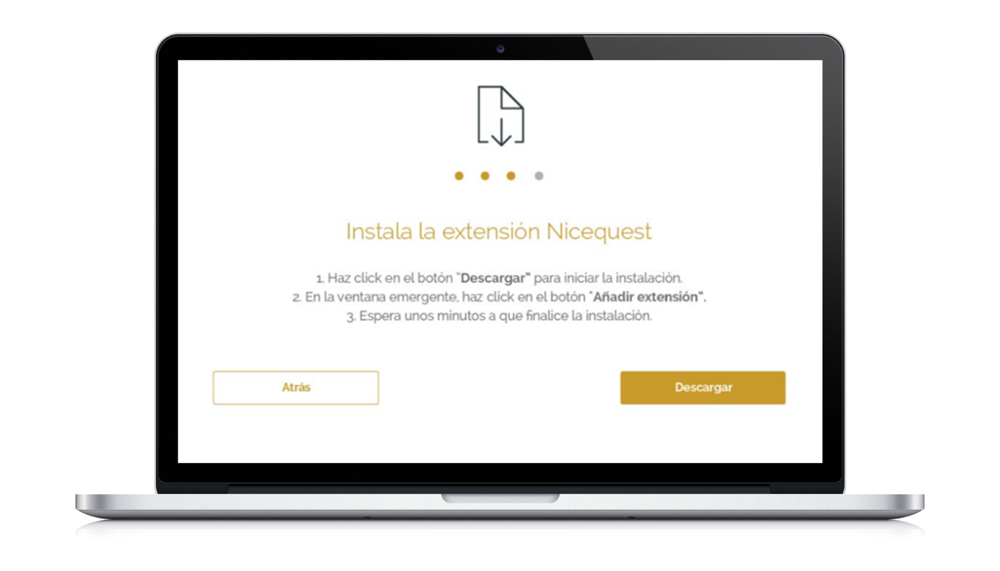 Instala la extensión Nicequest
1. Haz click en el botón "Descargar" para iniciar la instalación.
2. En la ventana emergente, haz click en el botón "Añadir extensión".
3. Espera unos minutos a que finalice la instalación.
Atrás
Descargar